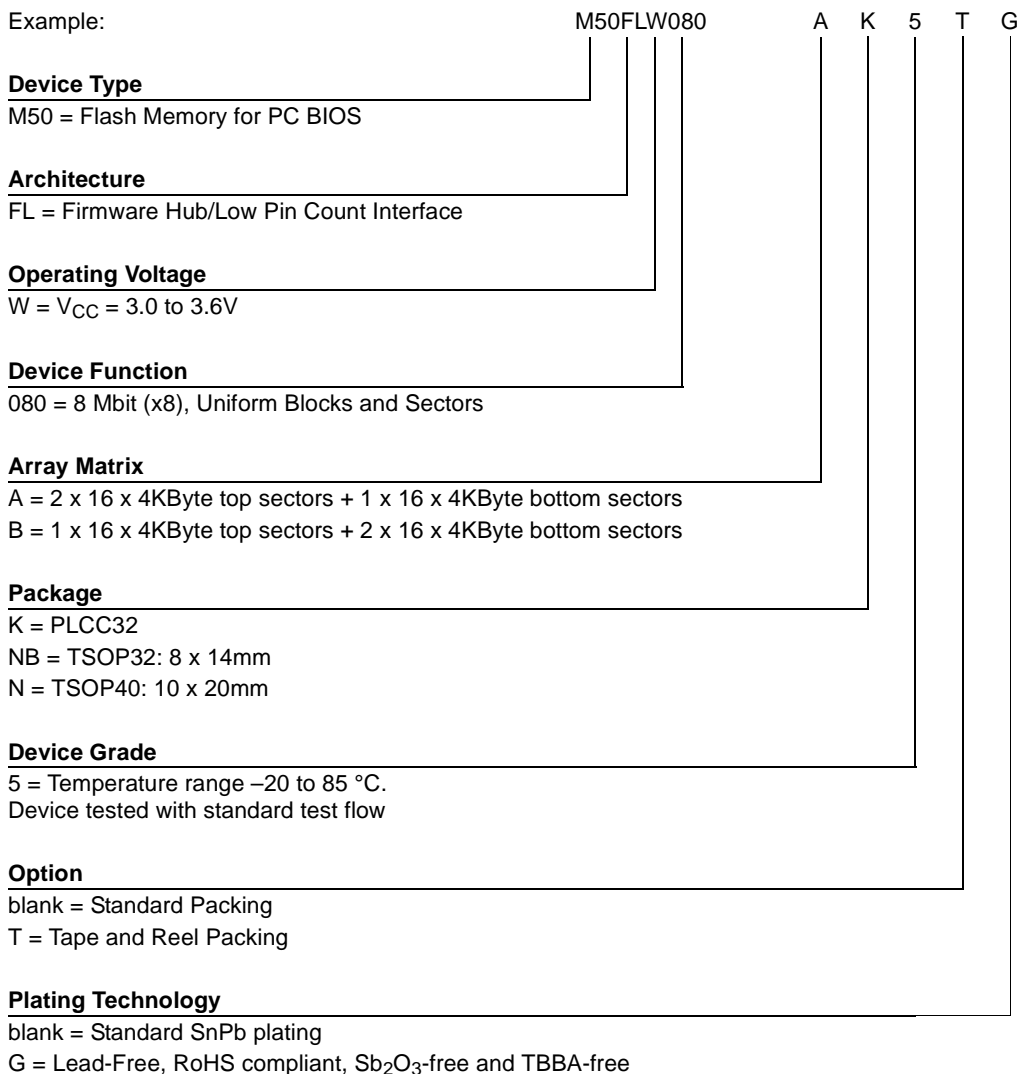 Example: M50FLW080 A K 5 T G
Device Type
M50 = Flash Memory for PC BIOS
Architecture
FL = Firmware Hub/Low Pin Count Interface
Operating Voltage
W = VCC = 3.0 to 3.6V
Device Function
080 = 8 Mbit (x8), Uniform Blocks and Sectors
Array Matrix
A = 2 x 16 x 4KByte top sectors + 1 x 16 x 4KByte bottom sectors
B = 1 x 16 x 4KByte top sectors + 2 x 16 x 4KByte bottom sectors
Package
K = PLCC32
NB = TSOP32: 8 x 14mm
N = TSOP40: 10 x 20mm
Device Grade
5 = Temperature range –20 to 85 °C.
Device tested with standard test flow
Option
blank = Standard Packing
T = Tape and Reel Packing
Plating Technology
blank = Standard SnPb plating
G = Lead-Free, RoHS compliant, Sb2O3-free and TBBA-free